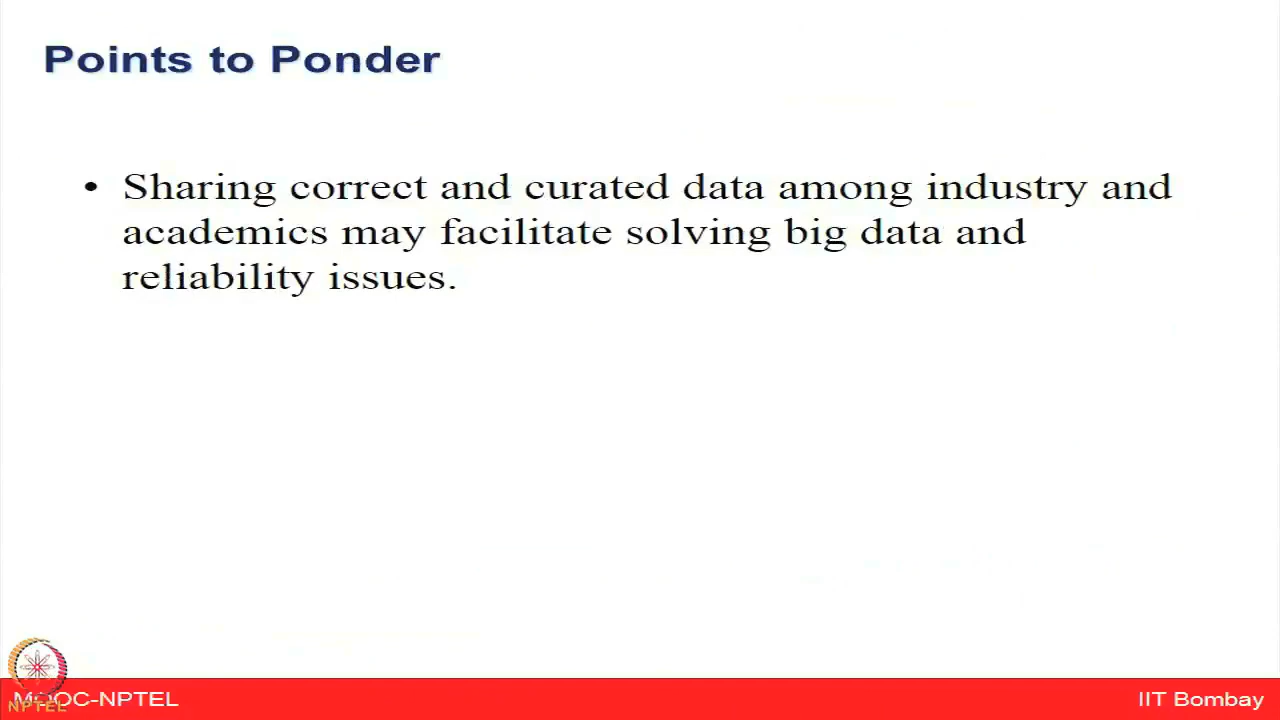 Points to Ponder
• Sharing correct and curated data among industry and
academics may facilitate solving big data and
reliability issues.
NPTEL
MOOC-NPTEL
IIT Bombay